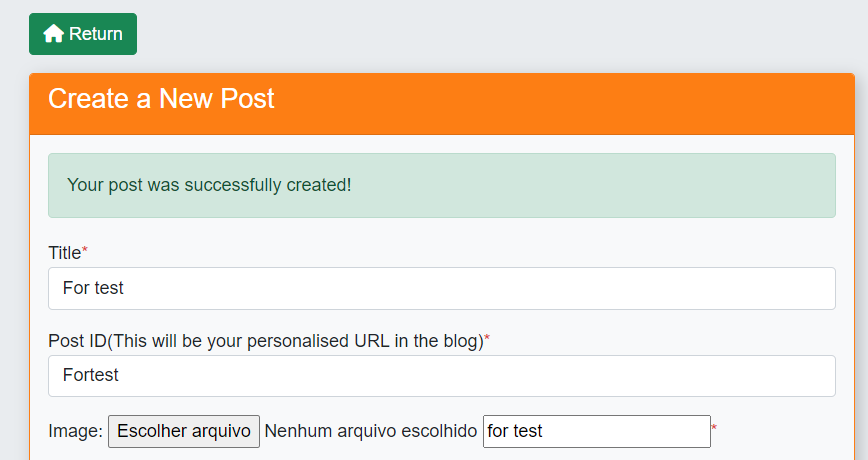 Return
Create a New Post
Your post was successfully created!
Title*
For test
Post ID(This will be your personalised URL in the blog)*
Fortest
Image: Escolher arquivo Nenhum arquivo escolhido for test*